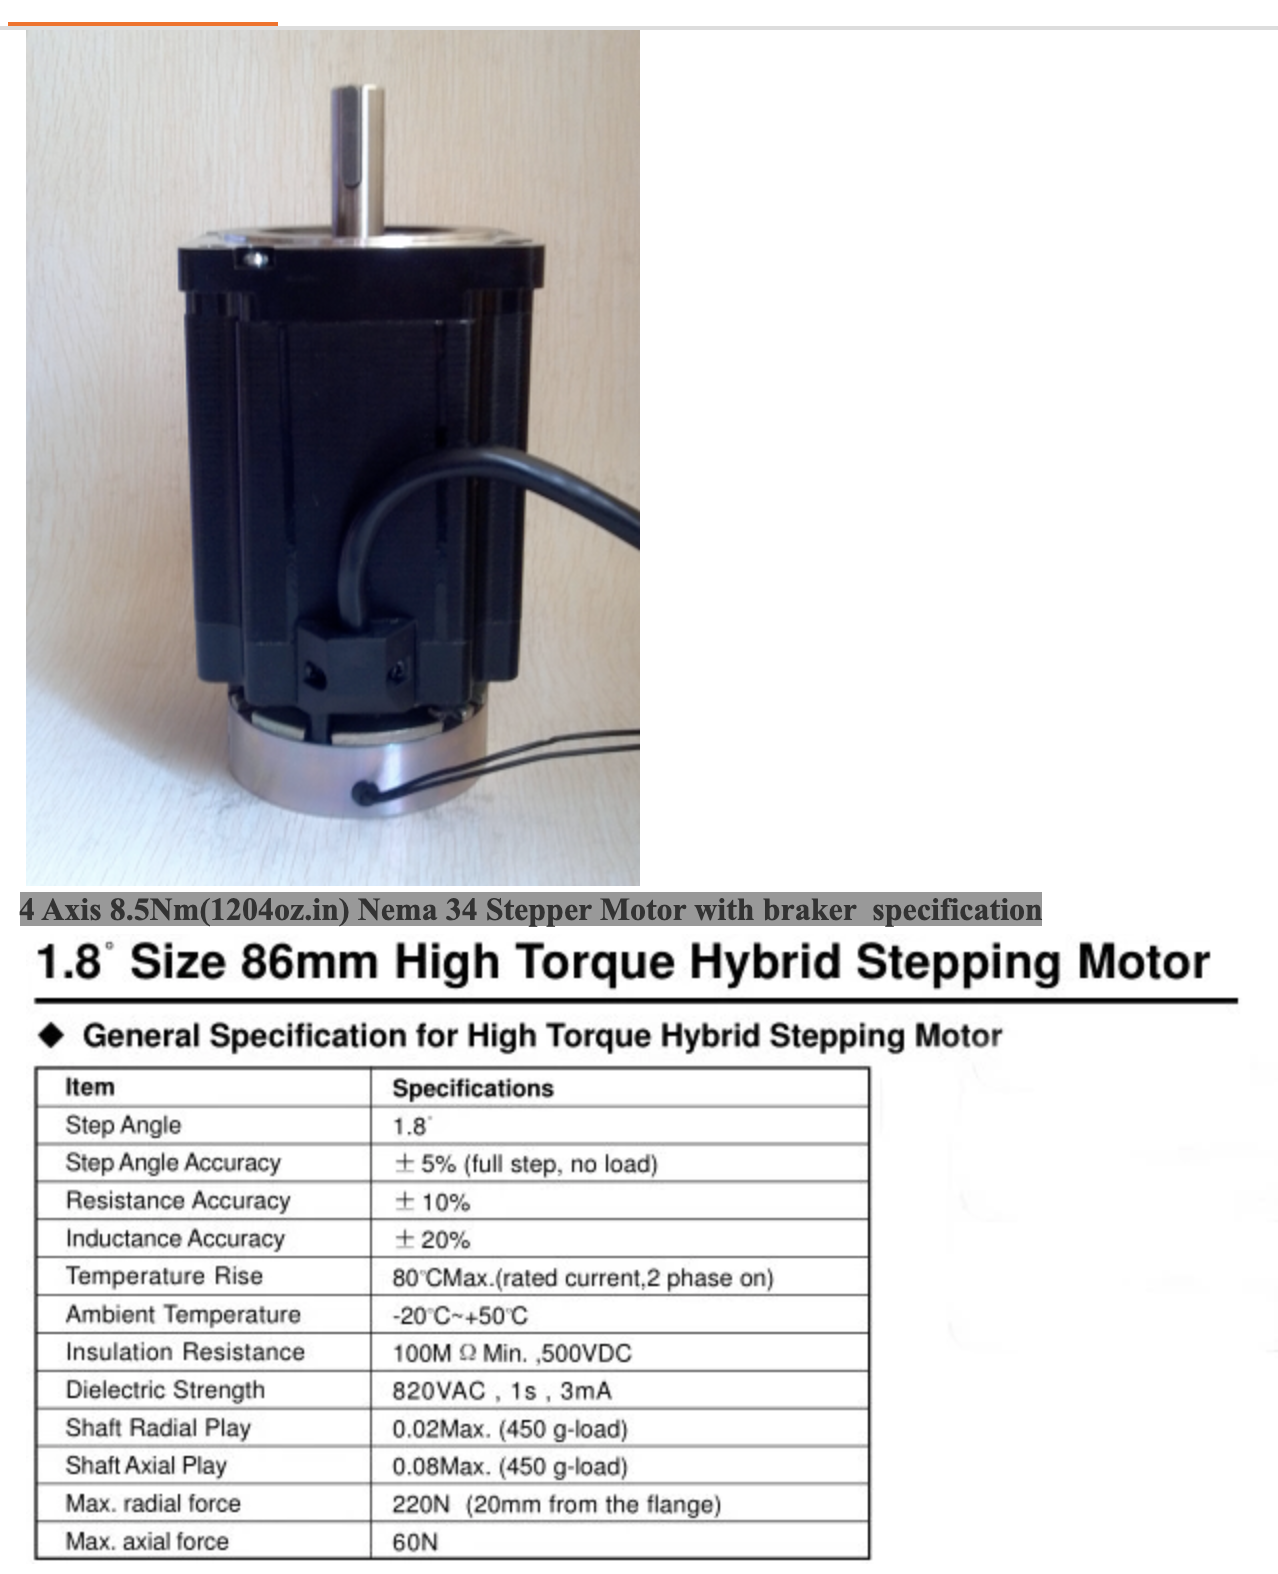 4 Axis 8.5Nm(1204oz.in) Nema 34 Stepper Motor with braker  specification
1.8° Size 86mm High Torque Hybrid Stepping Motor
◆ General Specification for High Torque Hybrid Stepping Motor
Item Specifications
Step Angle 1.8°
Step Angle Accuracy ± 5% (full step, no load)
Resistance Accuracy ± 10%
Inductance Accuracy ± 20%
Temperature Rise 80℃Max.(rated current,2 phase on)
Ambient Temperature -20℃~+50℃
Insulation Resistance 100M Ω Min. ,500VDC
Dielectric Strength 820VAC , 1s , 3mA
Shaft Radial Play 0.02Max. (450 g-load)
Shaft Axial Play 0.08Max. (450 g-load)
Max. radial force 220N (20mm from the flange)
Max. axial force 60N